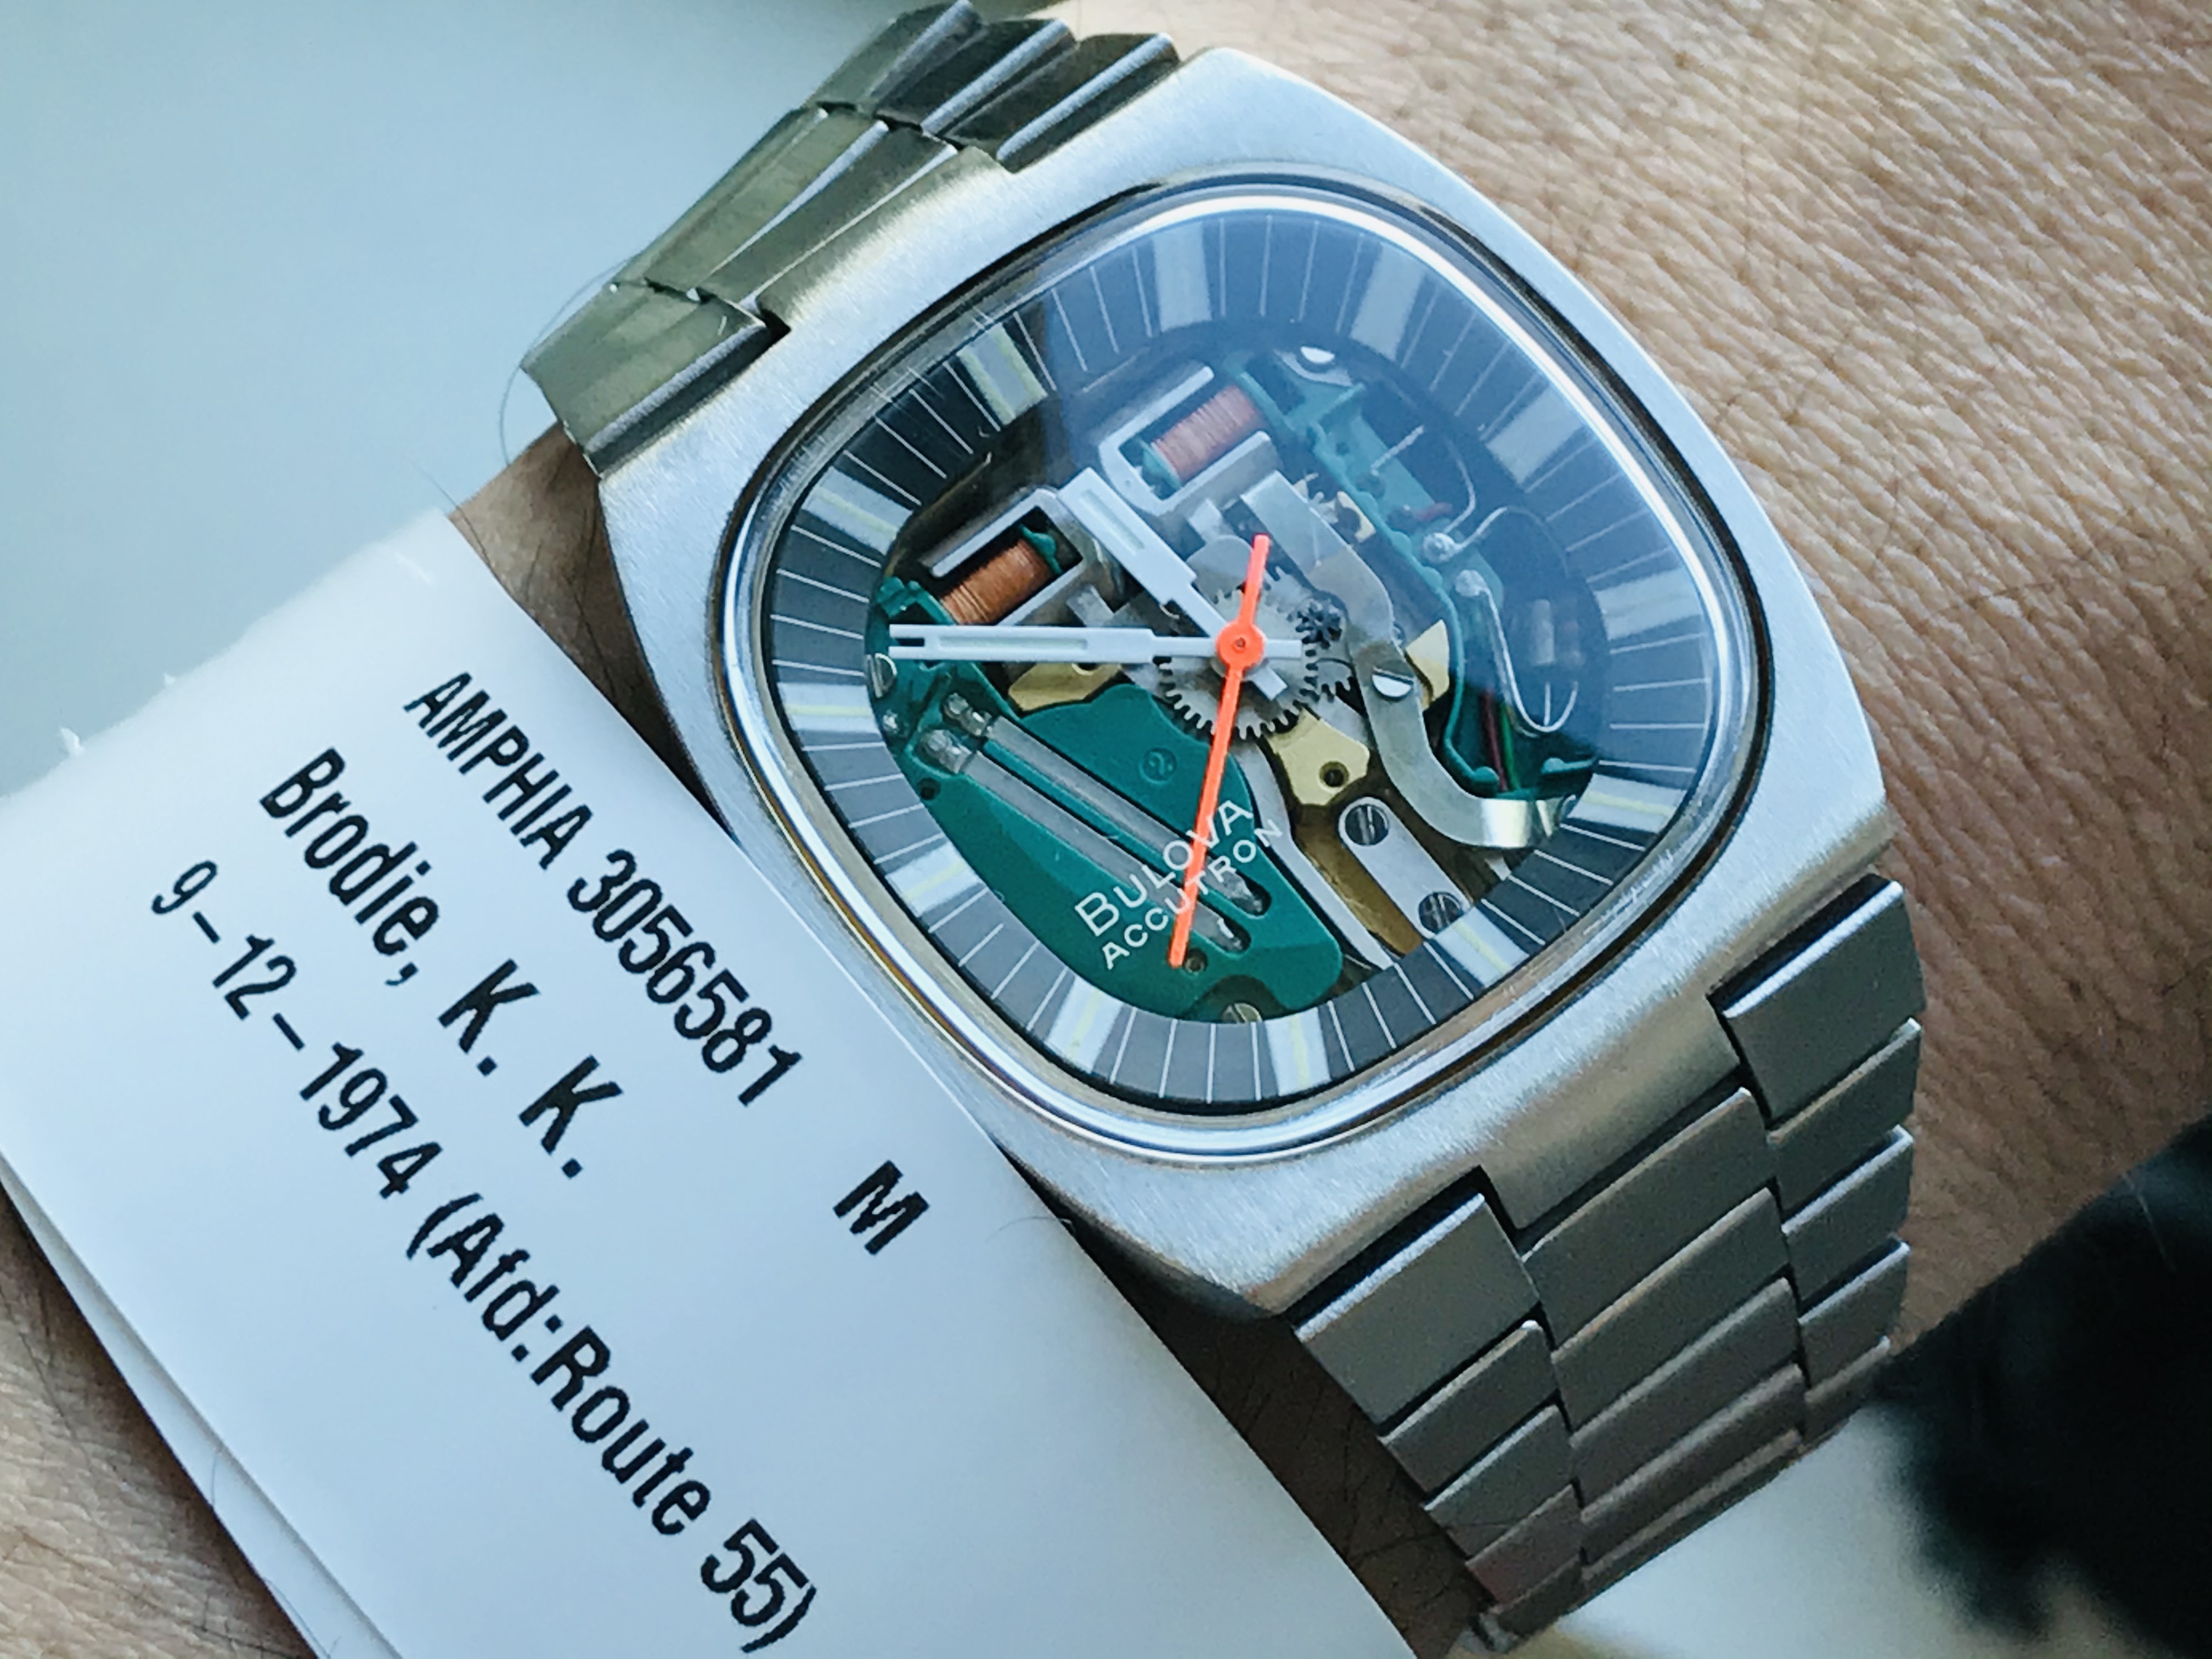 BULOVA
ACCUTRON
AMPHIA 3056581 M
Brodie, K. K.
9-12-1974 (Afd:Route 55)